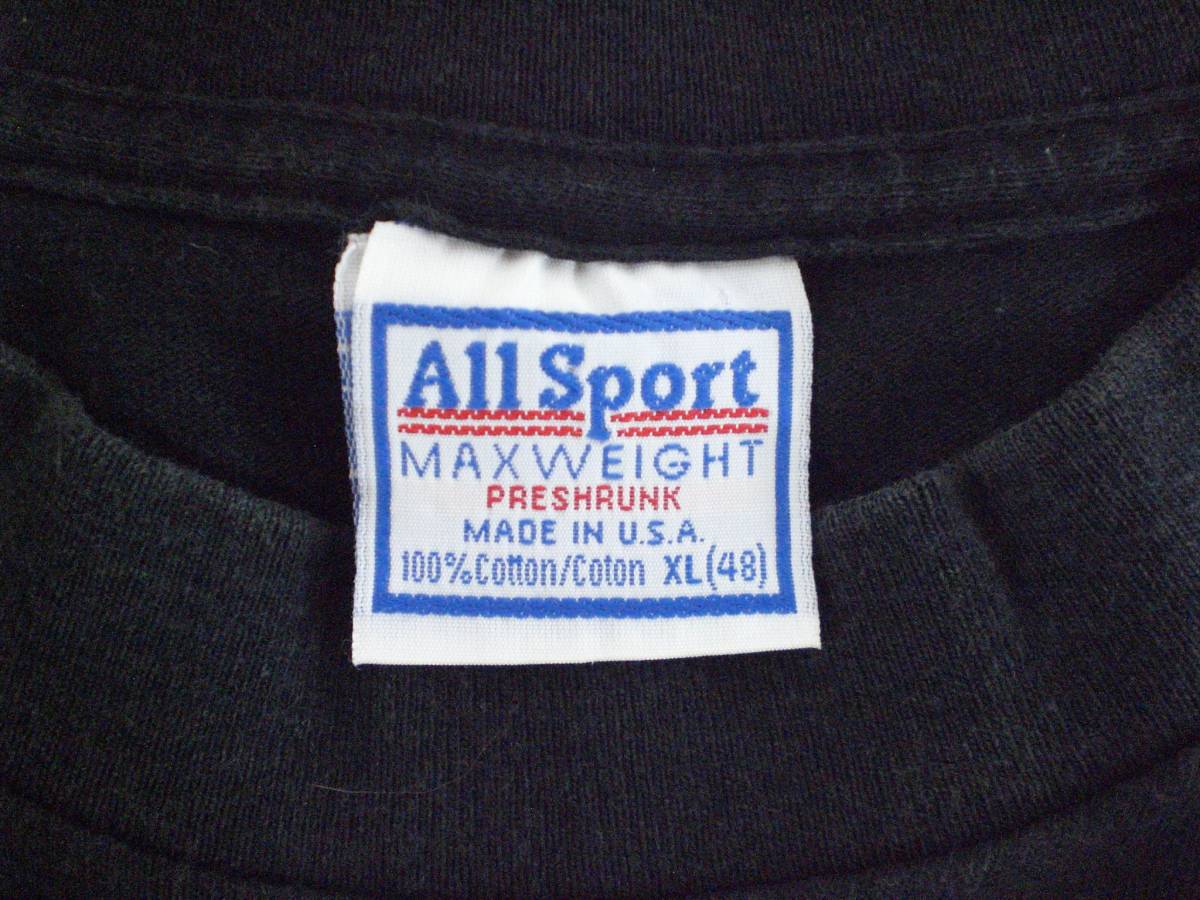 All Sport
MAXWEIGHT
PRESHRUNK
MADE IN U.S.A.
100% Cotton/Coton XL(48)